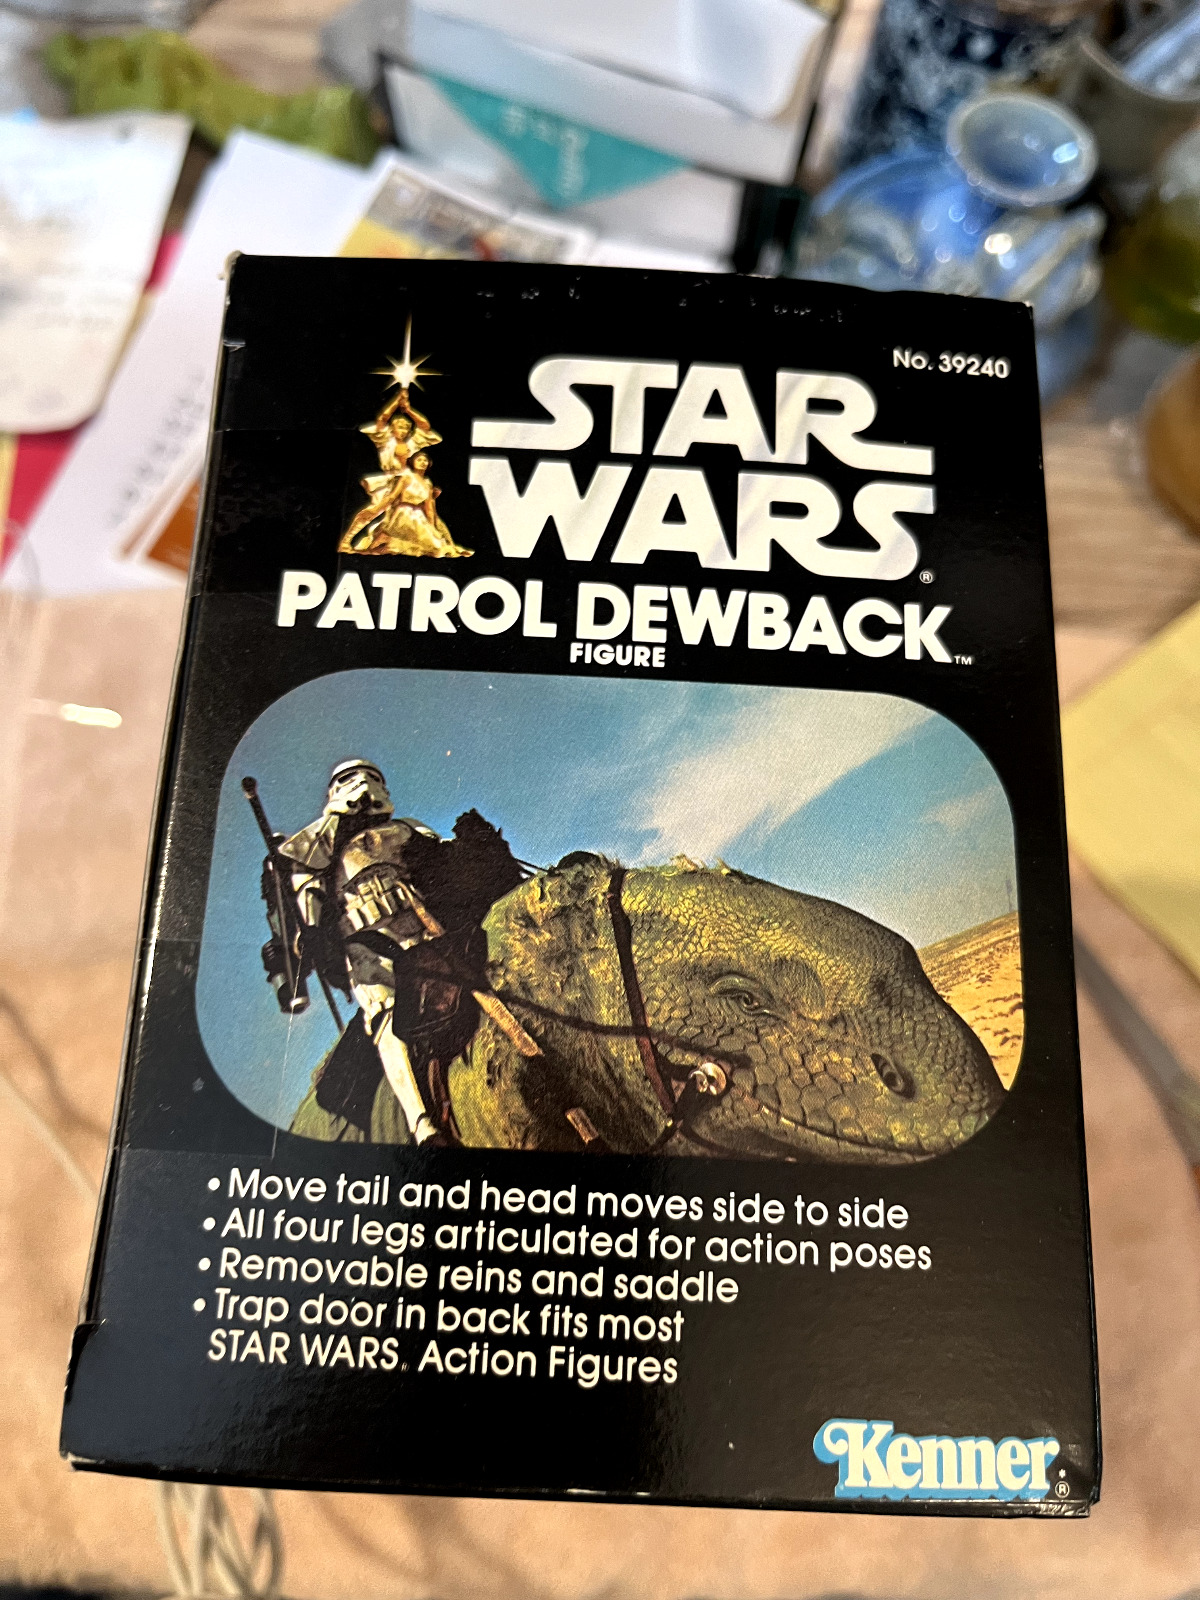 No. 39240
STAR
WARS®
PATROL DEWBACK™
FIGURE
• Move tail and head moves side to side
• All four legs articulated for action poses
• Removable reins and saddle
• Trap door in back fits most
STAR WARS® Action Figures
Kenner®